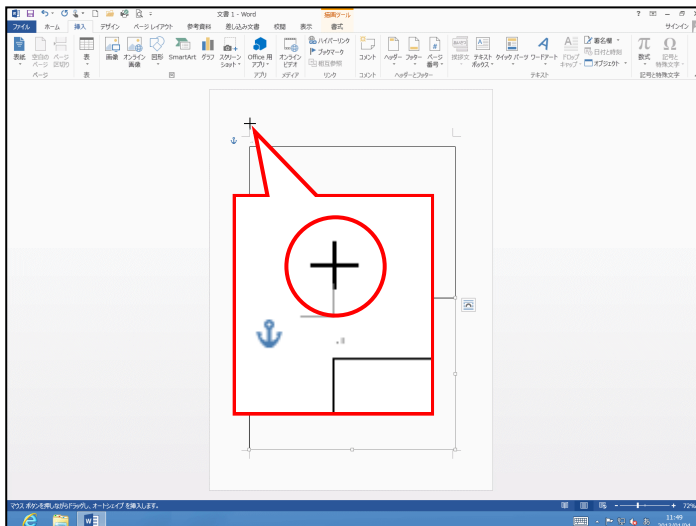 文書 1 - Word
描画ツール
? サインイン
ファイル ホーム 挿入 デザイン ページ レイアウト 参考資料 差し込み文書 校閲 表示 書式
表紙 空白のページ ページ区切り 表 画像 オンライン画像 図形 SmartArt グラフ スクリーンショット Office 用アプリ オンラインビデオ ハイパーリンク ブックマーク 相互参照 コメント ヘッダー フッター ページ番号 挨拶文 テキストボックス クイック パーツ ワードアート ドロップキャップ 署名欄 日付と時刻 オブジェクト 数式 記号と特殊文字
ページ 表 図 アプリ メディア リンク コメント ヘッダーとフッター テキスト 記号と特殊文字
マウス ボタンを押しながらドラッグし、オートシェイプ を挿入します。
72%
11:49